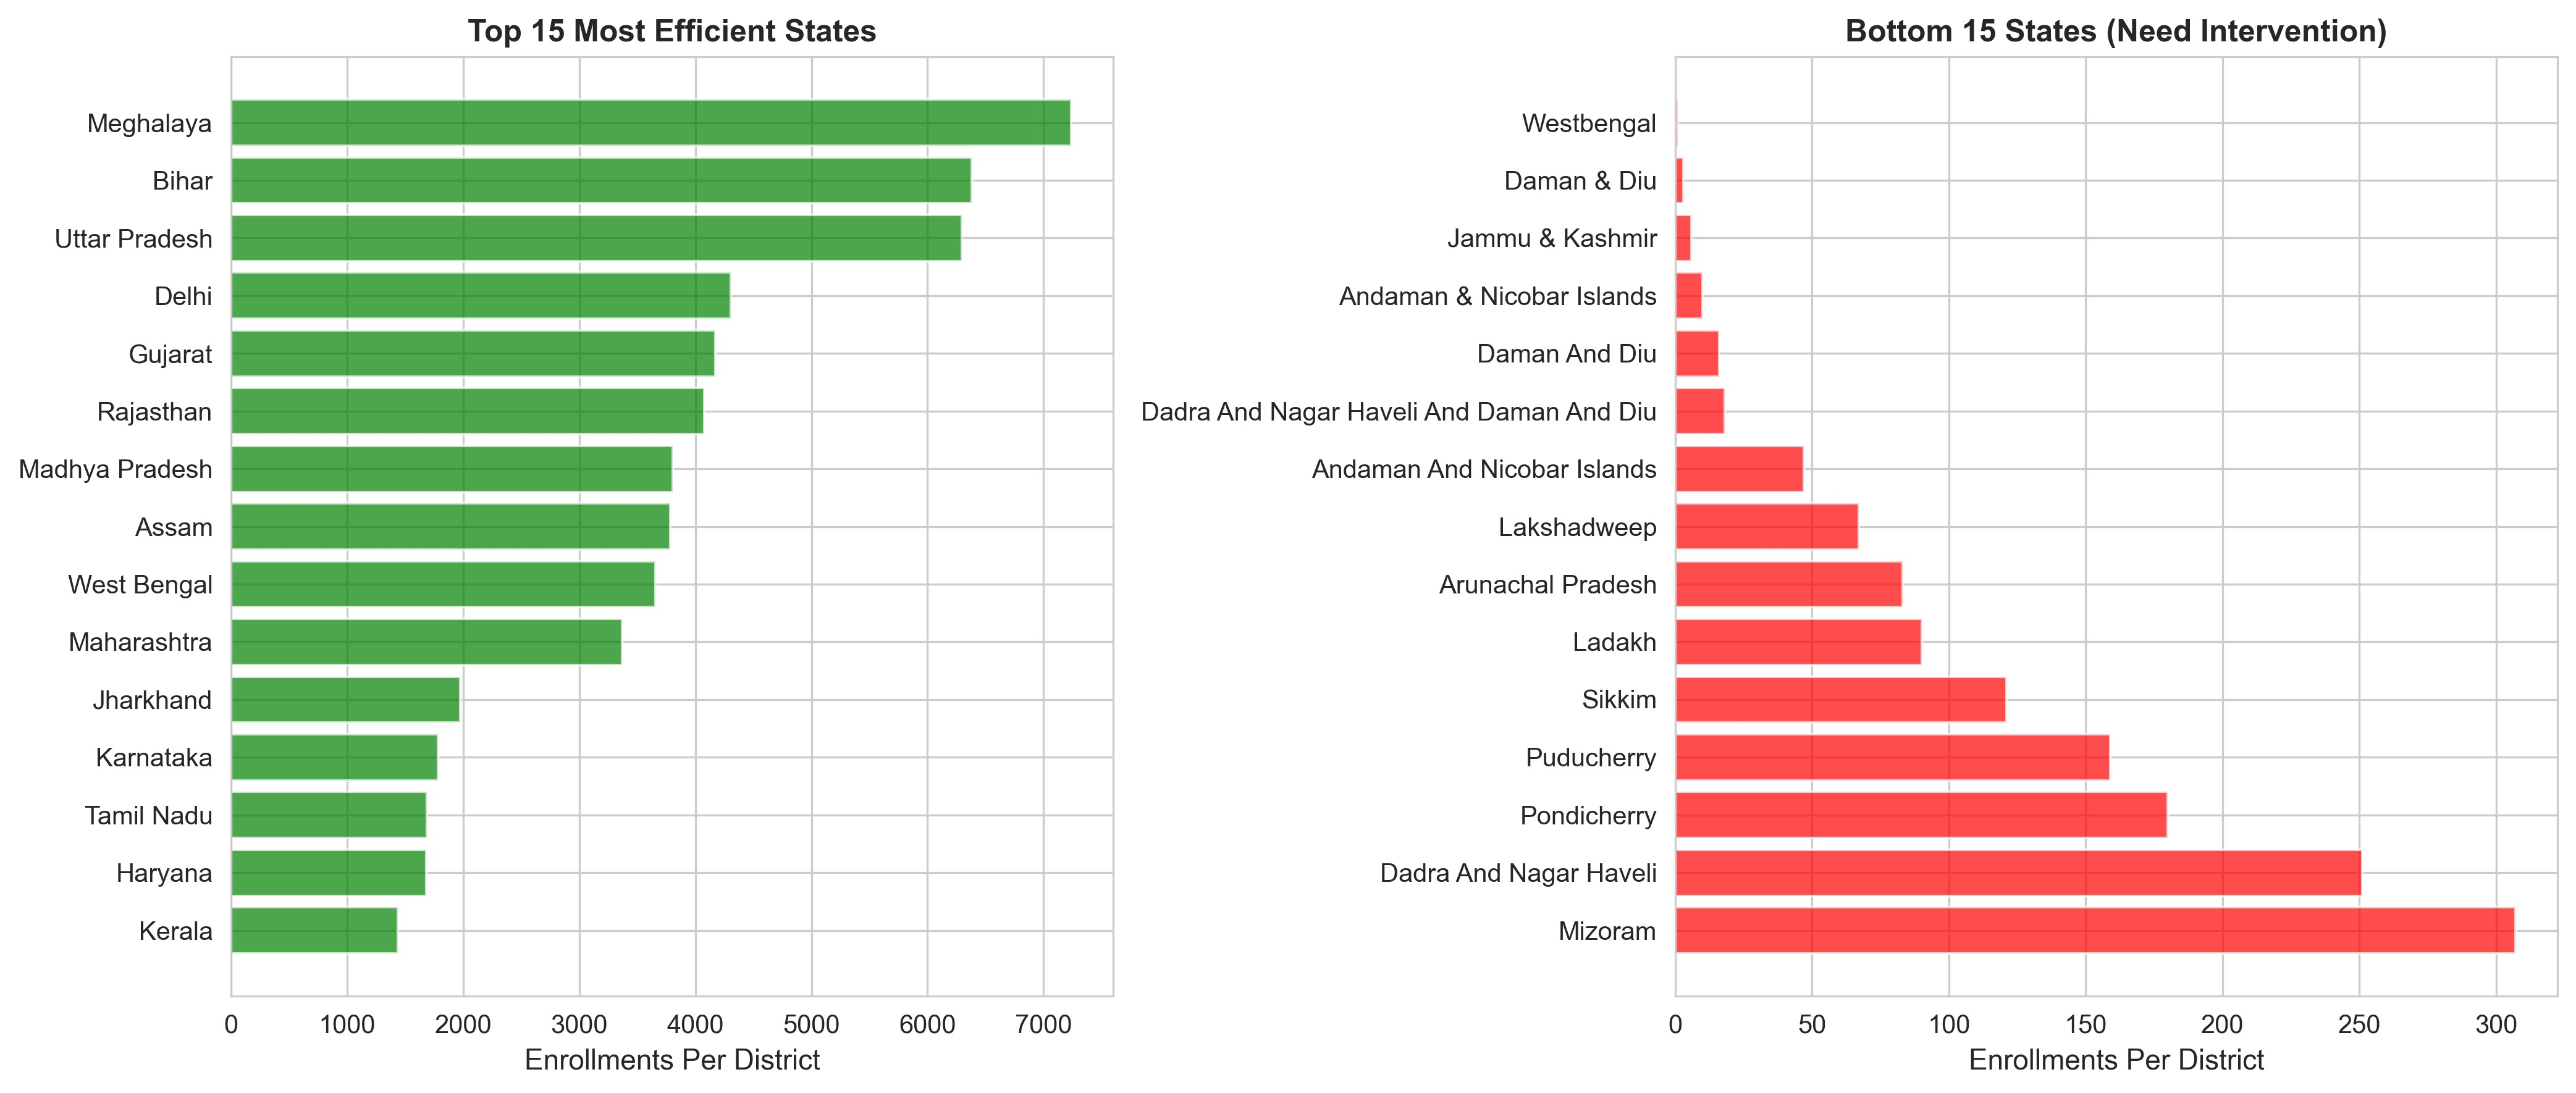 Top 15 Most Efficient States
Meghalaya
Bihar
Uttar Pradesh
Delhi
Gujarat
Rajasthan
Madhya Pradesh
Assam
West Bengal
Maharashtra
Jharkhand
Karnataka
Tamil Nadu
Haryana
Kerala
0 1000 2000 3000 4000 5000 6000 7000
Enrollments Per District
Bottom 15 States (Need Intervention)
Westbengal
Daman & Diu
Jammu & Kashmir
Andaman & Nicobar Islands
Daman And Diu
Dadra And Nagar Haveli And Daman And Diu
Andaman And Nicobar Islands
Lakshadweep
Arunachal Pradesh
Ladakh
Sikkim
Puducherry
Pondicherry
Dadra And Nagar Haveli
Mizoram
0 50 100 150 200 250 300
Enrollments Per District